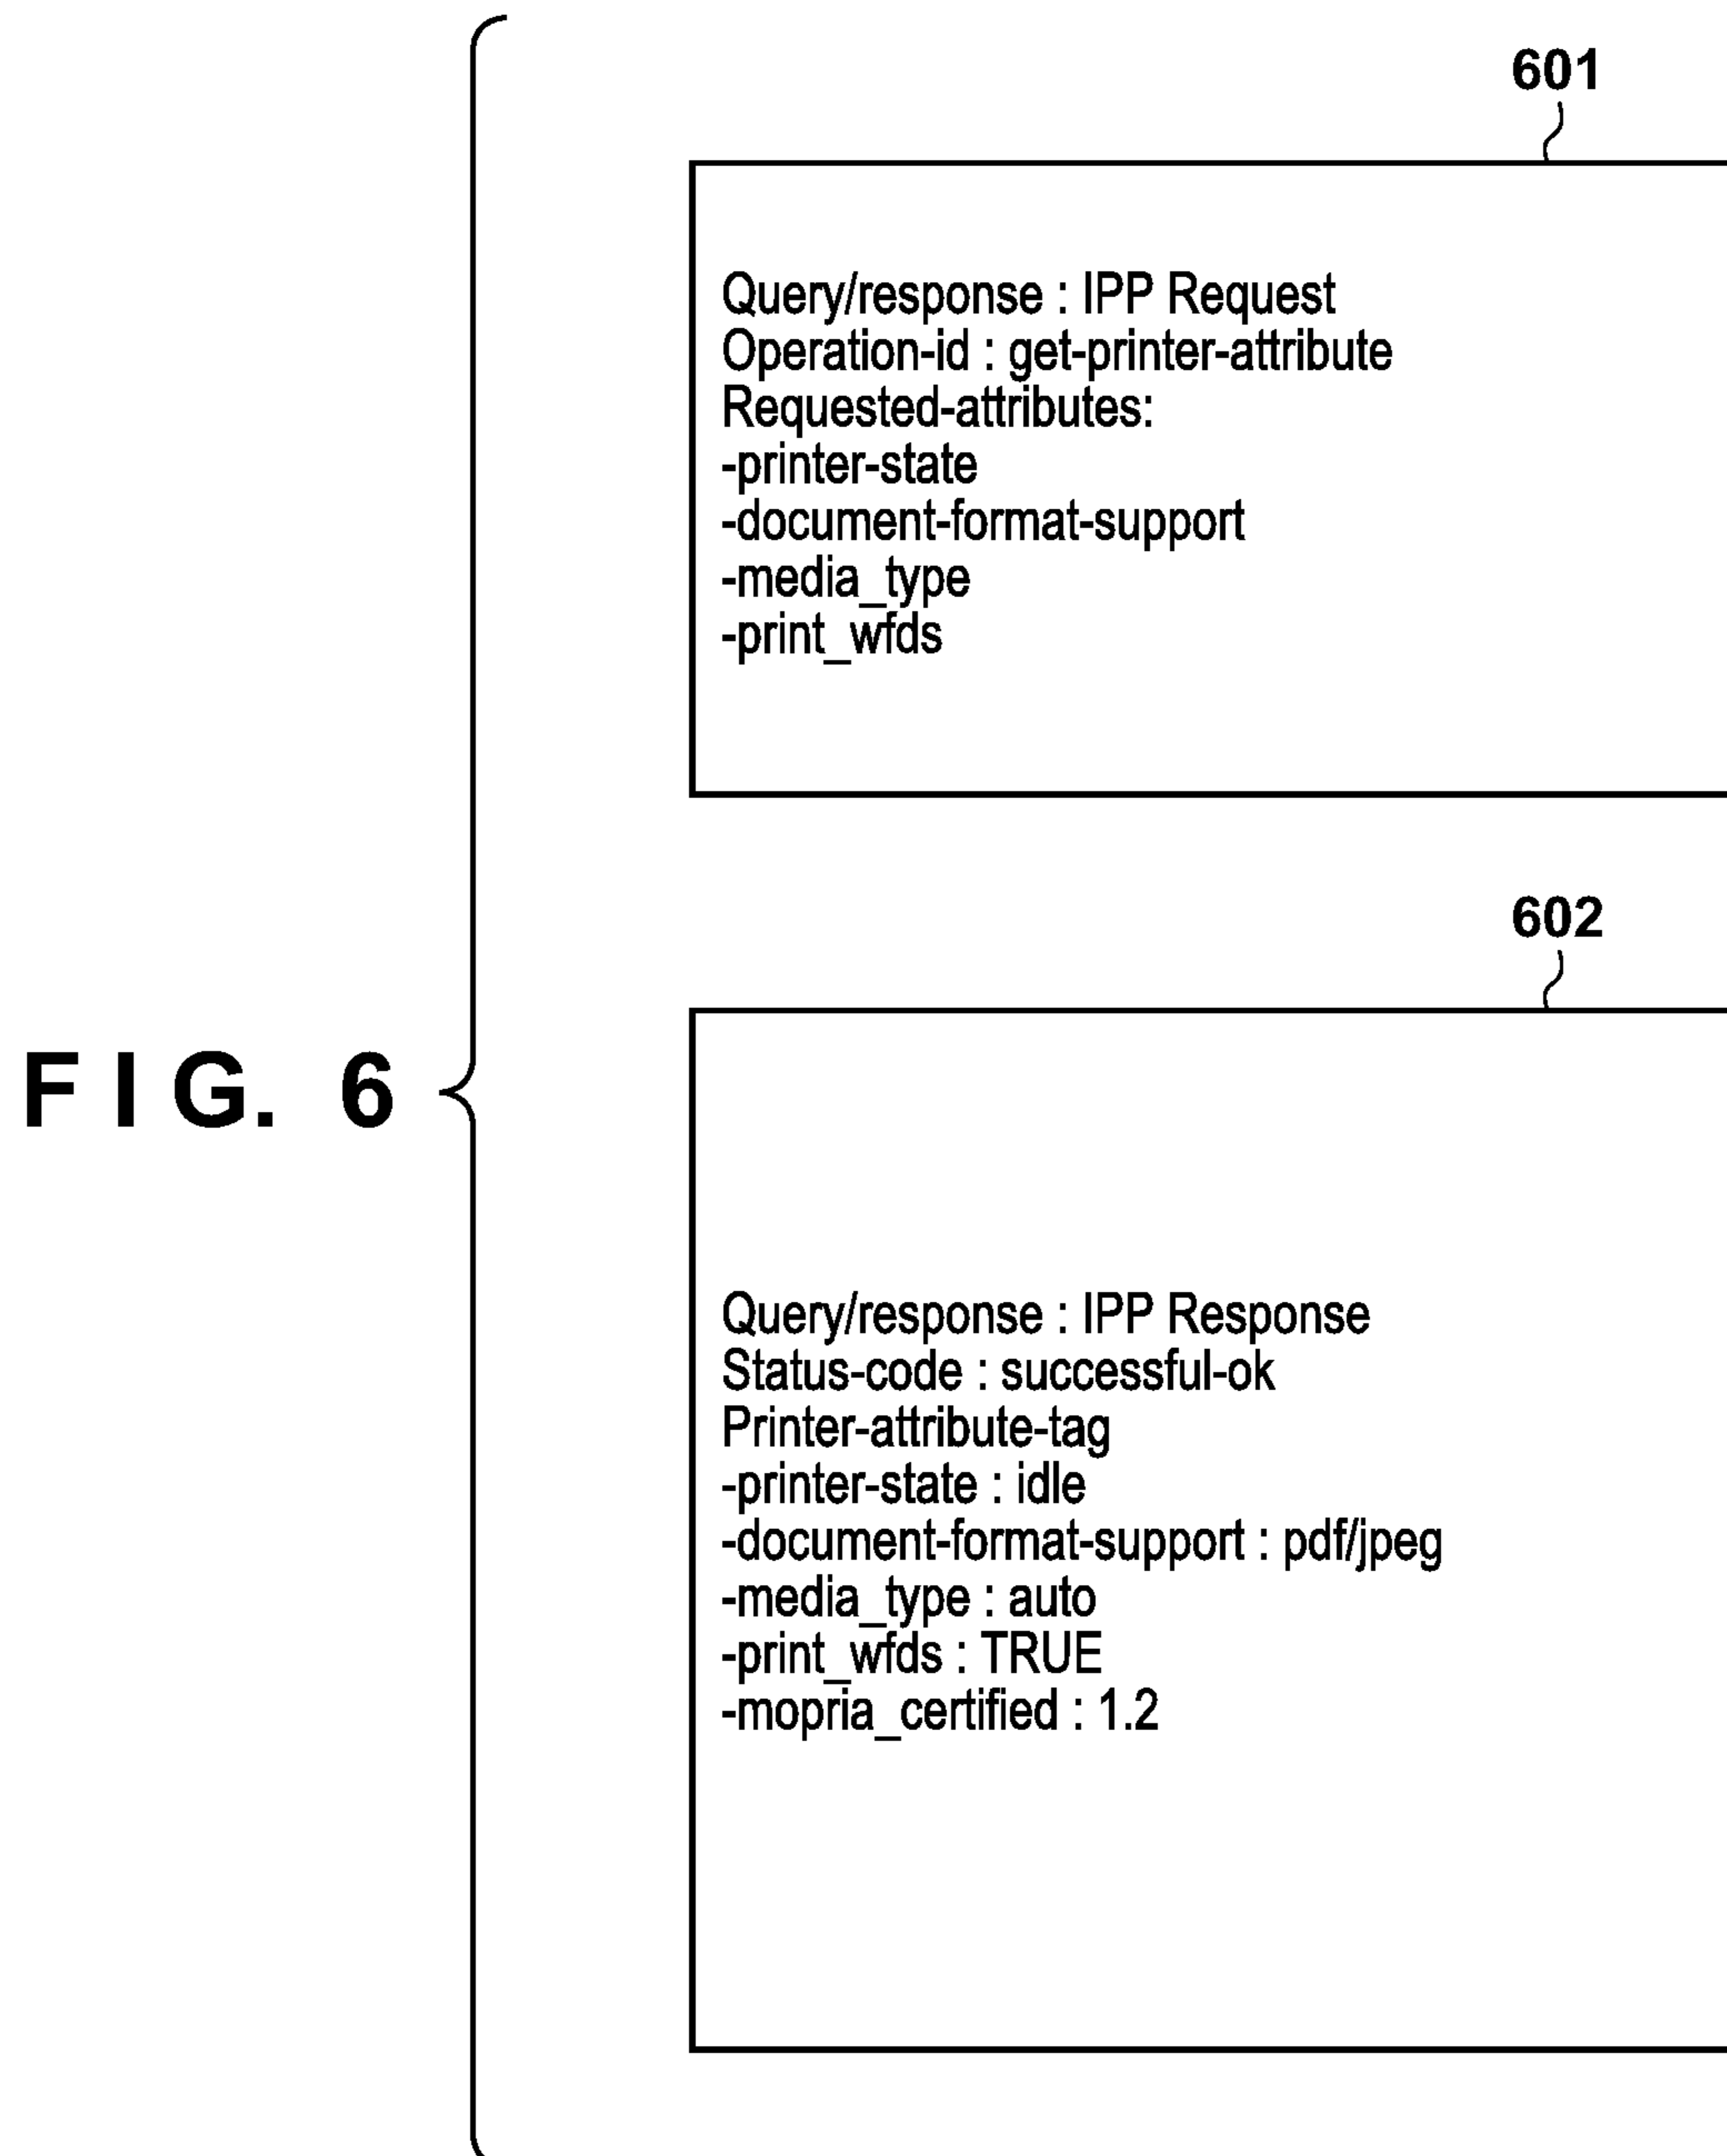 601
Query/response : IPP Request
Operation-id : get-printer-attribute
Requested-attributes:
-printer-state
-document-format-support
-media_type
-print_wfds
602
FIG. 6
Query/response : IPP Response
Status-code : successful-ok
Printer-attribute-tag
-printer-state : idle
-document-format-support : pdf/jpeg
-media_type : auto
-print_wfds : TRUE
-mopria_certified : 1.2